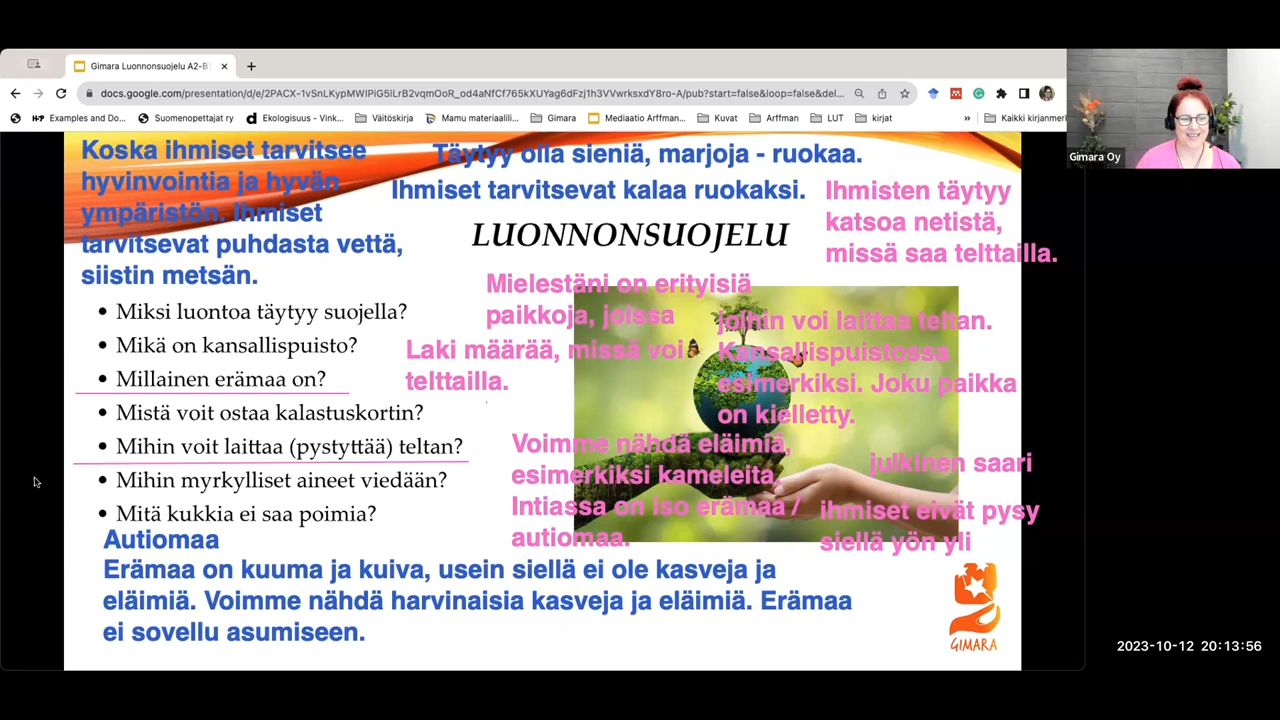 Gimara Luonnonsuojelu A2-B1
docs.google.com/presentation/d/e/2PACX-1vSnLKypMWIPiG5lLrB2vqmOoR_od4aNfCf765kXUYag6dFzj1h3VVwrksxdY8ro-A/pub?start=false&loop=false&del...
Examples and Do...
Suomenopettajat ry
Ekologisuus - Vink...
Väitöskirja
Mamu materiaalil...
Gimara
Mediaatio Arffman...
Kuvat
Arffman
LUT
kirjat
»
Kaikki kirjanmerl
Gimara Oy
Koska ihmiset tarvitsee
hyvinvointia ja hyvän
ympäristön. Ihmiset
tarvitsevat puhdasta vettä,
siistin metsän.
Täytyy olla sieniä, marjoja - ruokaa.
Ihmiset tarvitsevat kalaa ruokaksi.
Ihmisten täytyy
katsoa netistä,
missä saa telttailla.
LUONNONSUOJELU
Mielestäni on erityisiä
paikkoja, joissa
joihin voi laittaa teltan.
Kansallispuistossa
esimerkiksi. Joku paikka
on kielletty.
Laki määrää, missä voi
telttailla.
• Miksi luontoa täytyy suojella?
• Mikä on kansallispuisto?
• Millainen erämaa on?
• Mistä voit ostaa kalastuskortin?
• Mihin voit laittaa (pystyttää) teltan?
• Mihin myrkylliset aineet viedään?
• Mitä kukkia ei saa poimia?
Voimme nähdä eläimiä,
esimerkiksi kameleita.
Intiassa on iso erämaa /
autiomaa.
julkinen saari
ihmiset eivät pysy
siellä yön yli
Autiomaa
Erämaa on kuuma ja kuiva, usein siellä ei ole kasveja ja
eläimiä. Voimme nähdä harvinaisia kasveja ja eläimiä. Erämaa
ei sovellu asumiseen.
GIMARA
2023-10-12 20:13:56